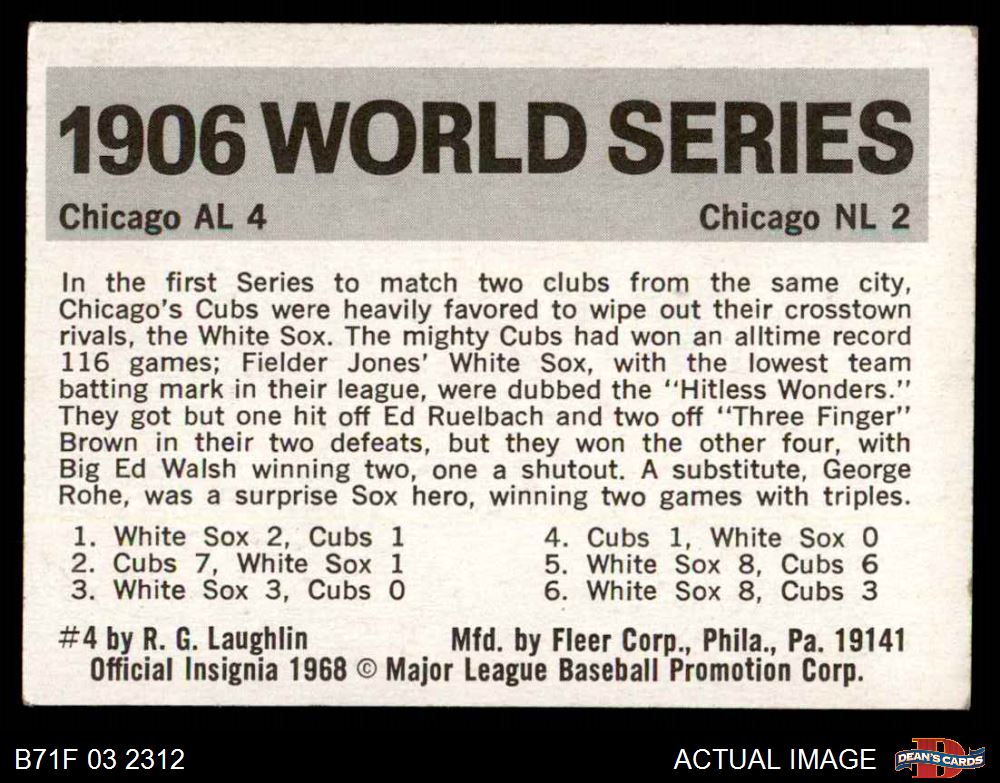 1906 WORLD SERIES
Chicago AL 4 Chicago NL 2
In the first Series to match two clubs from the same city,
Chicago's Cubs were heavily favored to wipe out their crosstown
rivals, the White Sox. The mighty Cubs had won an alltime record
116 games; Fielder Jones' White Sox, with the lowest team
batting mark in their league, were dubbed the "Hitless Wonders."
They got but one hit off Ed Ruelbach and two off "Three Finger"
Brown in their two defeats, but they won the other four, with
Big Ed Walsh winning two, one a shutout. A substitute, George
Rohe, was a surprise Sox hero, winning two games with triples.
1. White Sox 2, Cubs 1
2. Cubs 7, White Sox 1
3. White Sox 3, Cubs 0
4. Cubs 1, White Sox 0
5. White Sox 8, Cubs 6
6. White Sox 8, Cubs 3
#4 by R. G. Laughlin Mfd. by Fleer Corp., Phila., Pa. 19141
Official Insignia 1968 © Major League Baseball Promotion Corp.
B71F 03 2312 ACTUAL IMAGE D DEAN'S CARDS